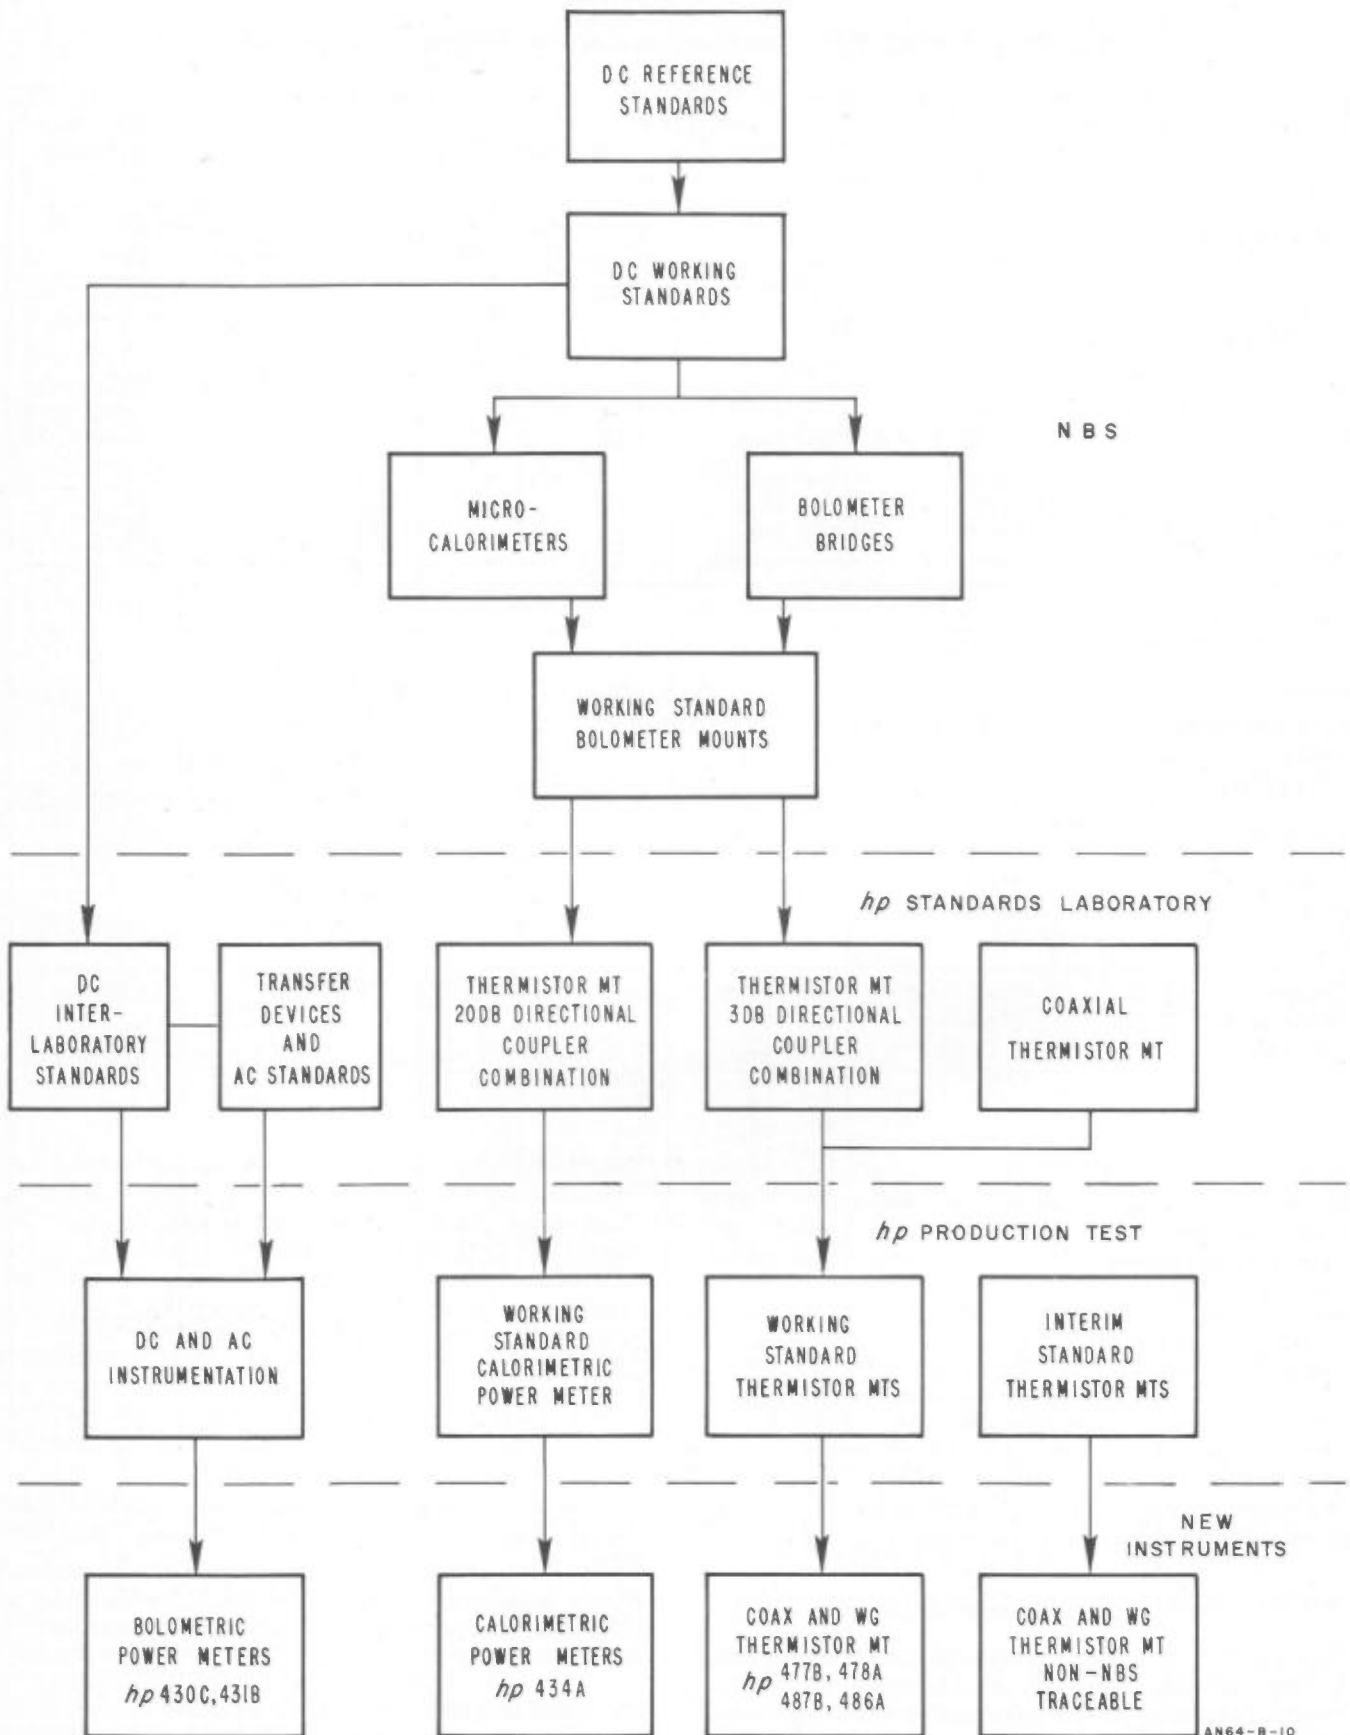 DC REFERENCE
STANDARDS
DC WORKING
STANDARDS
NBS
MICRO-
CALORIMETERS
BOLOMETER
BRIDGES
WORKING STANDARD
BOLOMETER MOUNTS
hp STANDARDS LABORATORY
DC
INTER-
LABORATORY
STANDARDS
TRANSFER
DEVICES
AND
AC STANDARDS
THERMISTOR MT
20DB DIRECTIONAL
COUPLER
COMBINATION
THERMISTOR MT
3DB DIRECTIONAL
COUPLER
COMBINATION
COAXIAL
THERMISTOR MT
hp PRODUCTION TEST
DC AND AC
INSTRUMENTATION
WORKING
STANDARD
CALORIMETRIC
POWER METER
WORKING
STANDARD
THERMISTOR MTS
INTERIM
STANDARD
THERMISTOR MTS
NEW
INSTRUMENTS
BOLOMETRIC
POWER METERS
hp 430C, 431B
CALORIMETRIC
POWER METERS
hp 434A
COAX AND WG
THERMISTOR MT
hp 477B, 478A
487B, 486A
COAX AND WG
THERMISTOR MT
NON-NBS
TRACEABLE
AN64-B-10